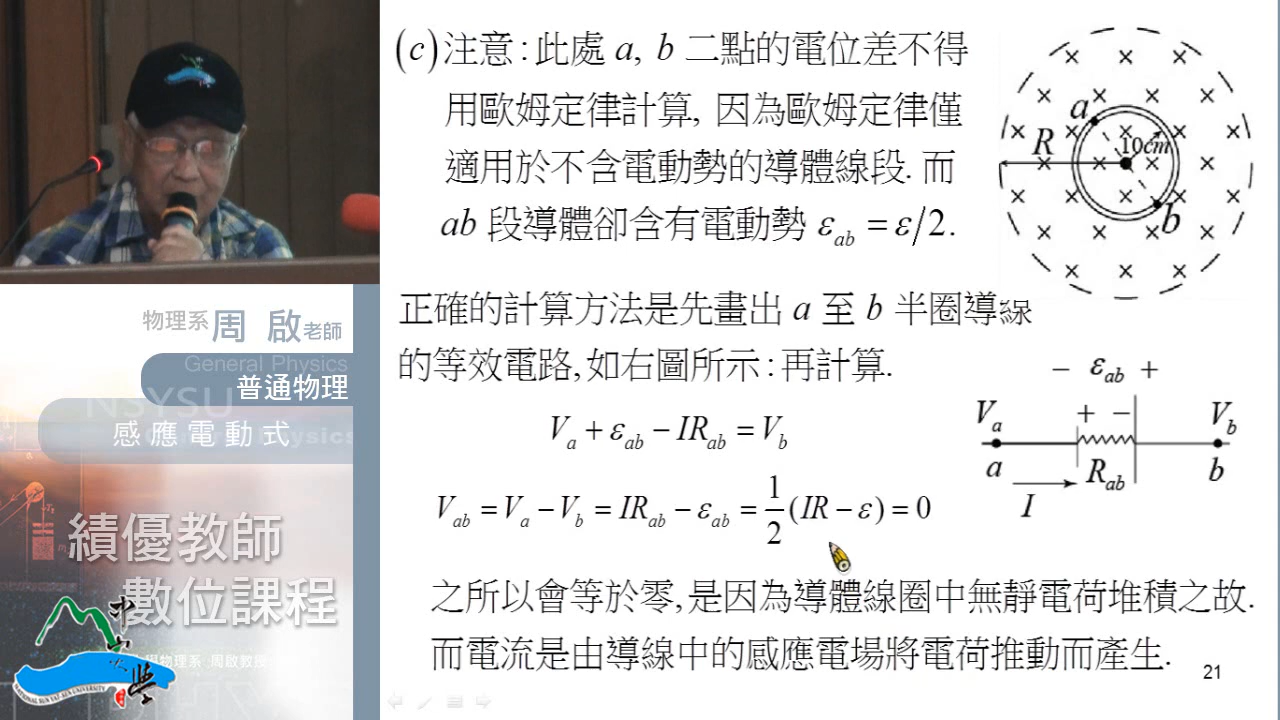 (c)注意:此處 a, b 二點的電位差不得
用歐姆定律計算, 因為歐姆定律僅
適用於不含電動勢的導體線段. 而
ab 段導體卻含有電動勢 ε_ab = ε/2.
a
R
10cm
b
正確的計算方法是先畫出 a 至 b 半圈導線
的等效電路,如右圖所示:再計算.
V_a + ε_ab − IR_ab = V_b
V_ab = V_a − V_b = IR_ab − ε_ab = 1/2 (IR − ε) = 0
− ε_ab +
V_a + − V_b
a R_ab b
I
之所以會等於零,是因為導體線圈中無靜電荷堆積之故.
而電流是由導線中的感應電場將電荷推動而產生.
21
物理系周 啟老師
General Physics
普通物理
NSYSU
感應電動式
績優教師
數位課程